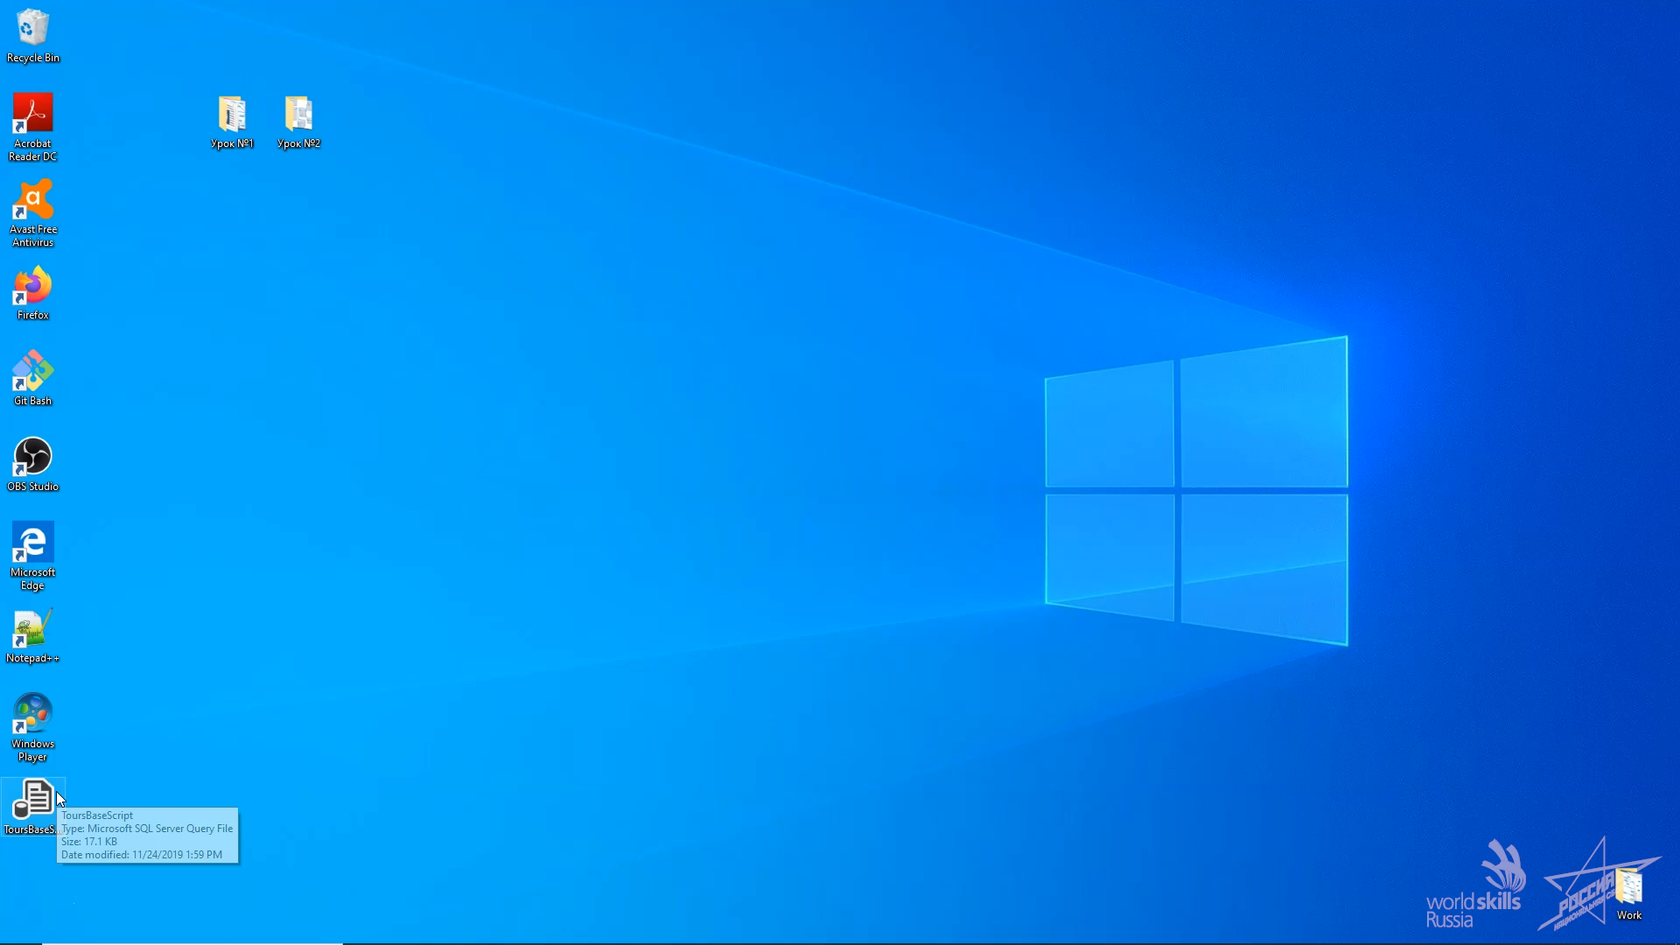 Recycle Bin
Acrobat
Reader DC
Avast Free
Antivirus
Firefox
Git Bash
OBS Studio
Microsoft
Edge
Notepad++
Windows
Player
ToursBaseS...
ToursBaseScript
Type: Microsoft SQL Server Query File
Size: 17.1 KB
Date modified: 11/24/2019 1:59 PM
Урок №1
Урок №2
worldskills
Russia
РОССИЯ
Work